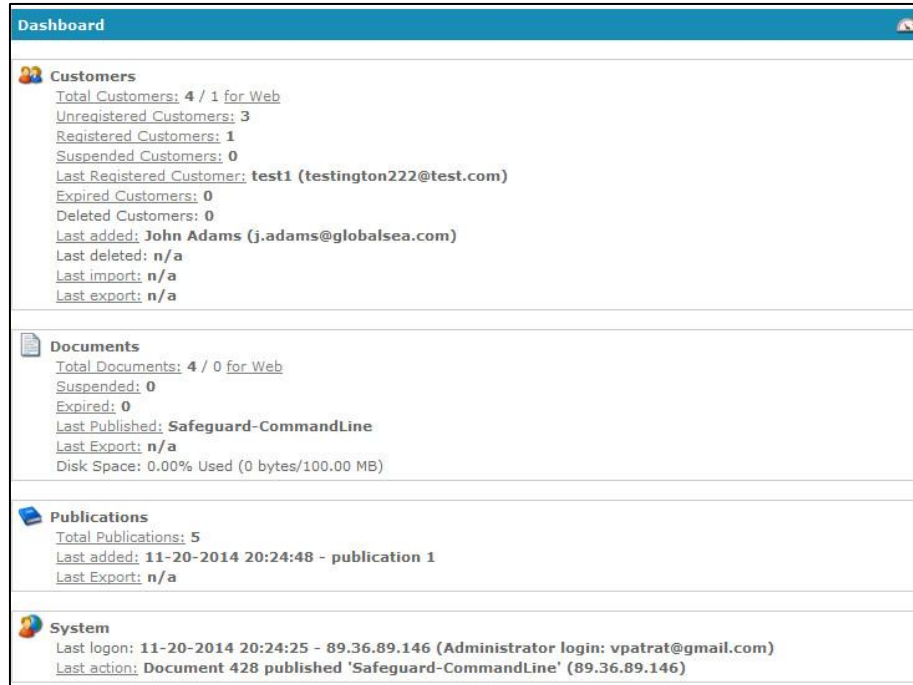 Dashboard
Customers
Total Customers: 4 / 1 for Web
Unregistered Customers: 3
Registered Customers: 1
Suspended Customers: 0
Last Registered Customer: test1 (testington222@test.com)
Expired Customers: 0
Deleted Customers: 0
Last added: John Adams (j.adams@globalsea.com)
Last deleted: n/a
Last import: n/a
Last export: n/a
Documents
Total Documents: 4 / 0 for Web
Suspended: 0
Expired: 0
Last Published: Safeguard-CommandLine
Last Export: n/a
Disk Space: 0.00% Used (0 bytes/100.00 MB)
Publications
Total Publications: 5
Last added: 11-20-2014 20:24:48 - publication 1
Last Export: n/a
System
Last logon: 11-20-2014 20:24:25 - 89.36.89.146 (Administrator login: vpatrat@gmail.com)
Last action: Document 428 published 'Safeguard-CommandLine' (89.36.89.146)